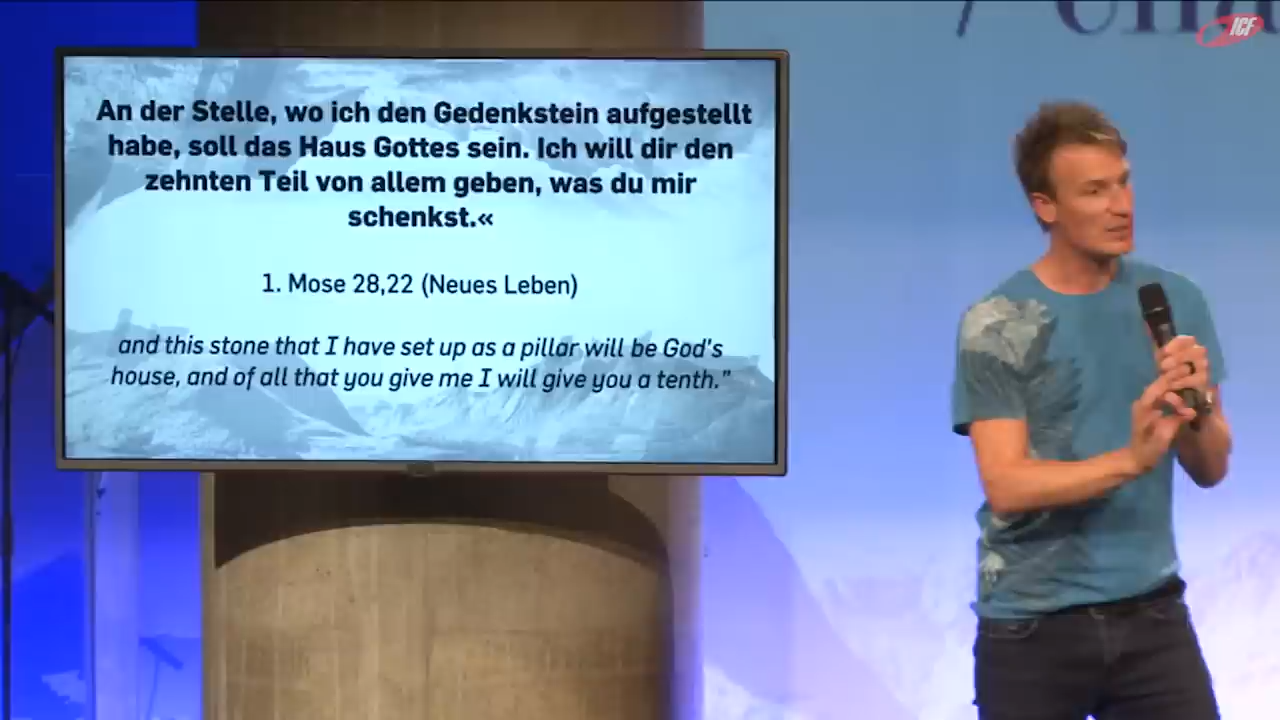 ICF
An der Stelle, wo ich den Gedenkstein aufgestellt
habe, soll das Haus Gottes sein. Ich will dir den
zehnten Teil von allem geben, was du mir
schenkst.«
1. Mose 28,22 (Neues Leben)
and this stone that I have set up as a pillar will be God's
house, and of all that you give me I will give you a tenth."